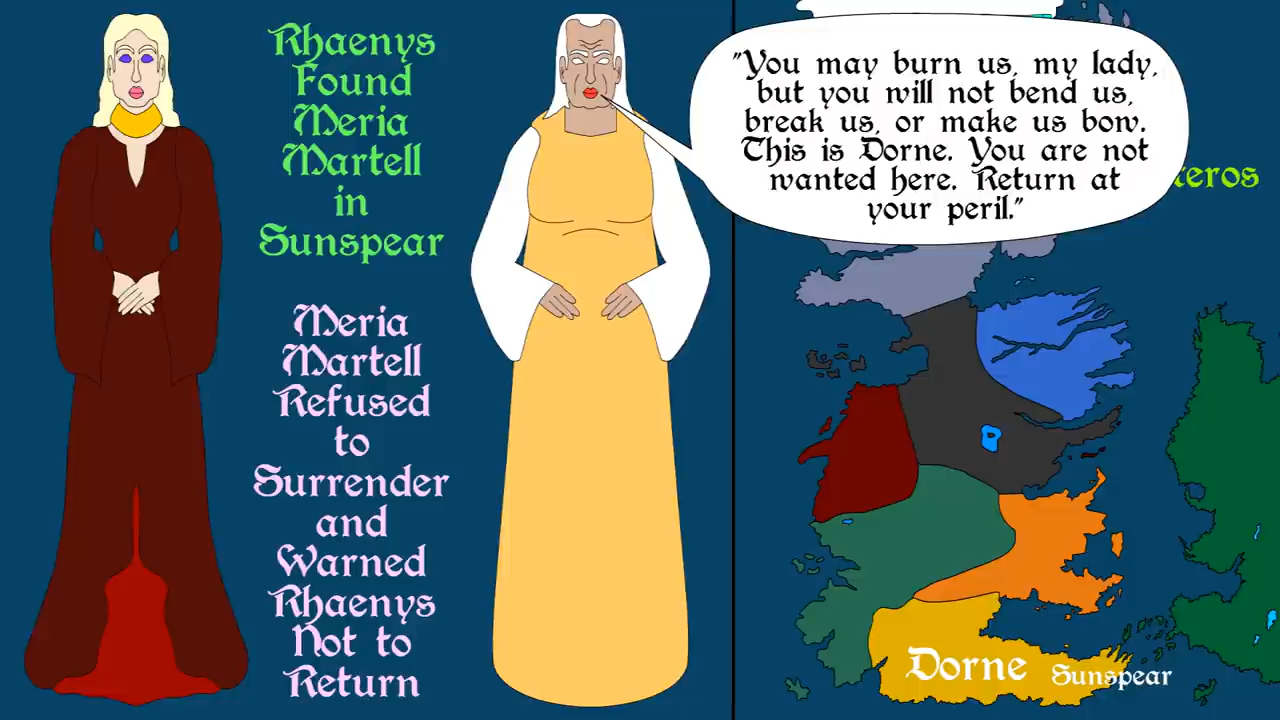 Rhaenys
Found
Meria
Martell
in
Sunspear
Meria
Martell
Refused
to
Surrender
and
Warned
Rhaenys
Not to
Return
"You may burn us, my lady,
but you will not bend us,
break us, or make us bow.
This is Dorne. You are not
wanted here. Return at
your peril."
Dorne
Sunspear